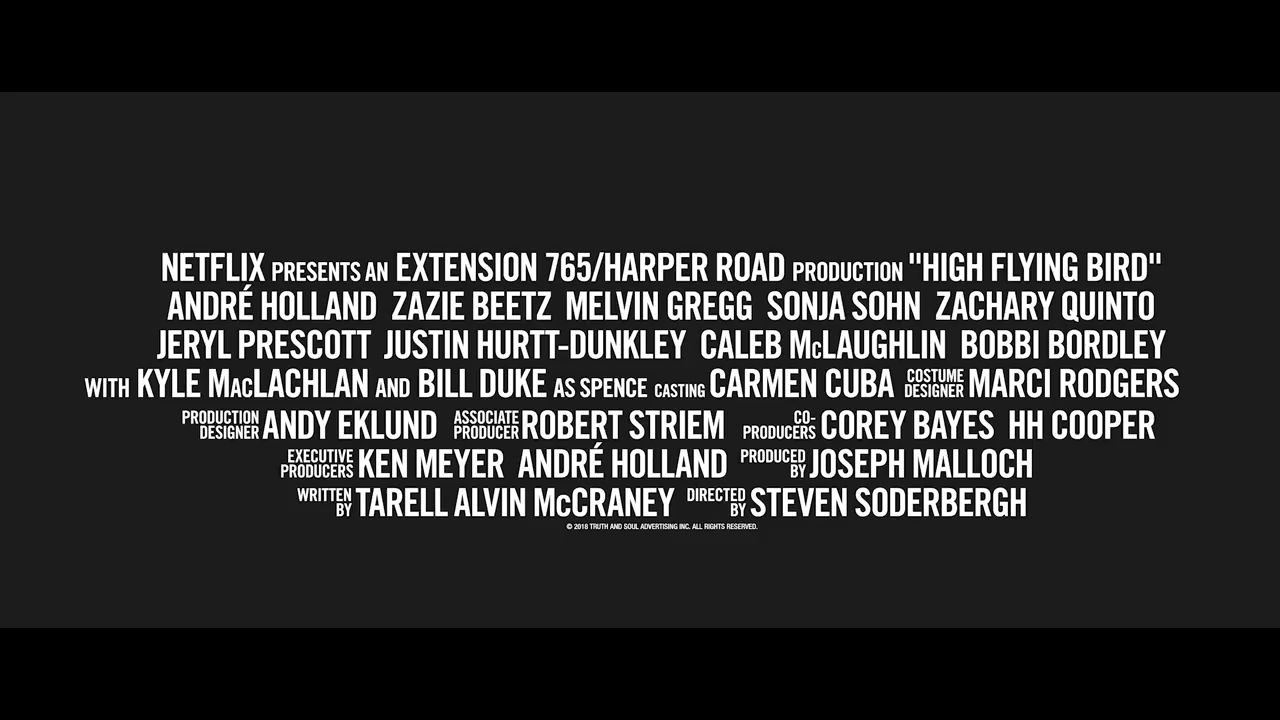 NETFLIX PRESENTS AN EXTENSION 765/HARPER ROAD PRODUCTION "HIGH FLYING BIRD"
ANDRÉ HOLLAND ZAZIE BEETZ MELVIN GREGG SONJA SOHN ZACHARY QUINTO
JERYL PRESCOTT JUSTIN HURTT-DUNKLEY CALEB McLAUGHLIN BOBBI BORDLEY
WITH KYLE MACLACHLAN AND BILL DUKE AS SPENCE CASTING CARMEN CUBA COSTUME DESIGNER MARCI RODGERS
PRODUCTION DESIGNER ANDY EKLUND ASSOCIATE PRODUCER ROBERT STRIEM CO-PRODUCERS COREY BAYES HH COOPER
EXECUTIVE PRODUCERS KEN MEYER ANDRÉ HOLLAND PRODUCED BY JOSEPH MALLOCH
WRITTEN BY TARELL ALVIN McCRANEY DIRECTED BY STEVEN SODERBERGH
© 2018 TRUTH AND SOUL ADVERTISING INC. ALL RIGHTS RESERVED.